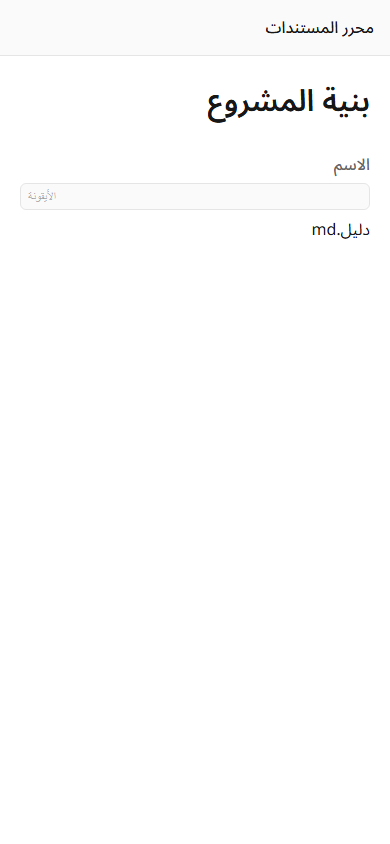 محرر المستندات
بنية المشروع
الاسم
الأيقونة
دليل.md